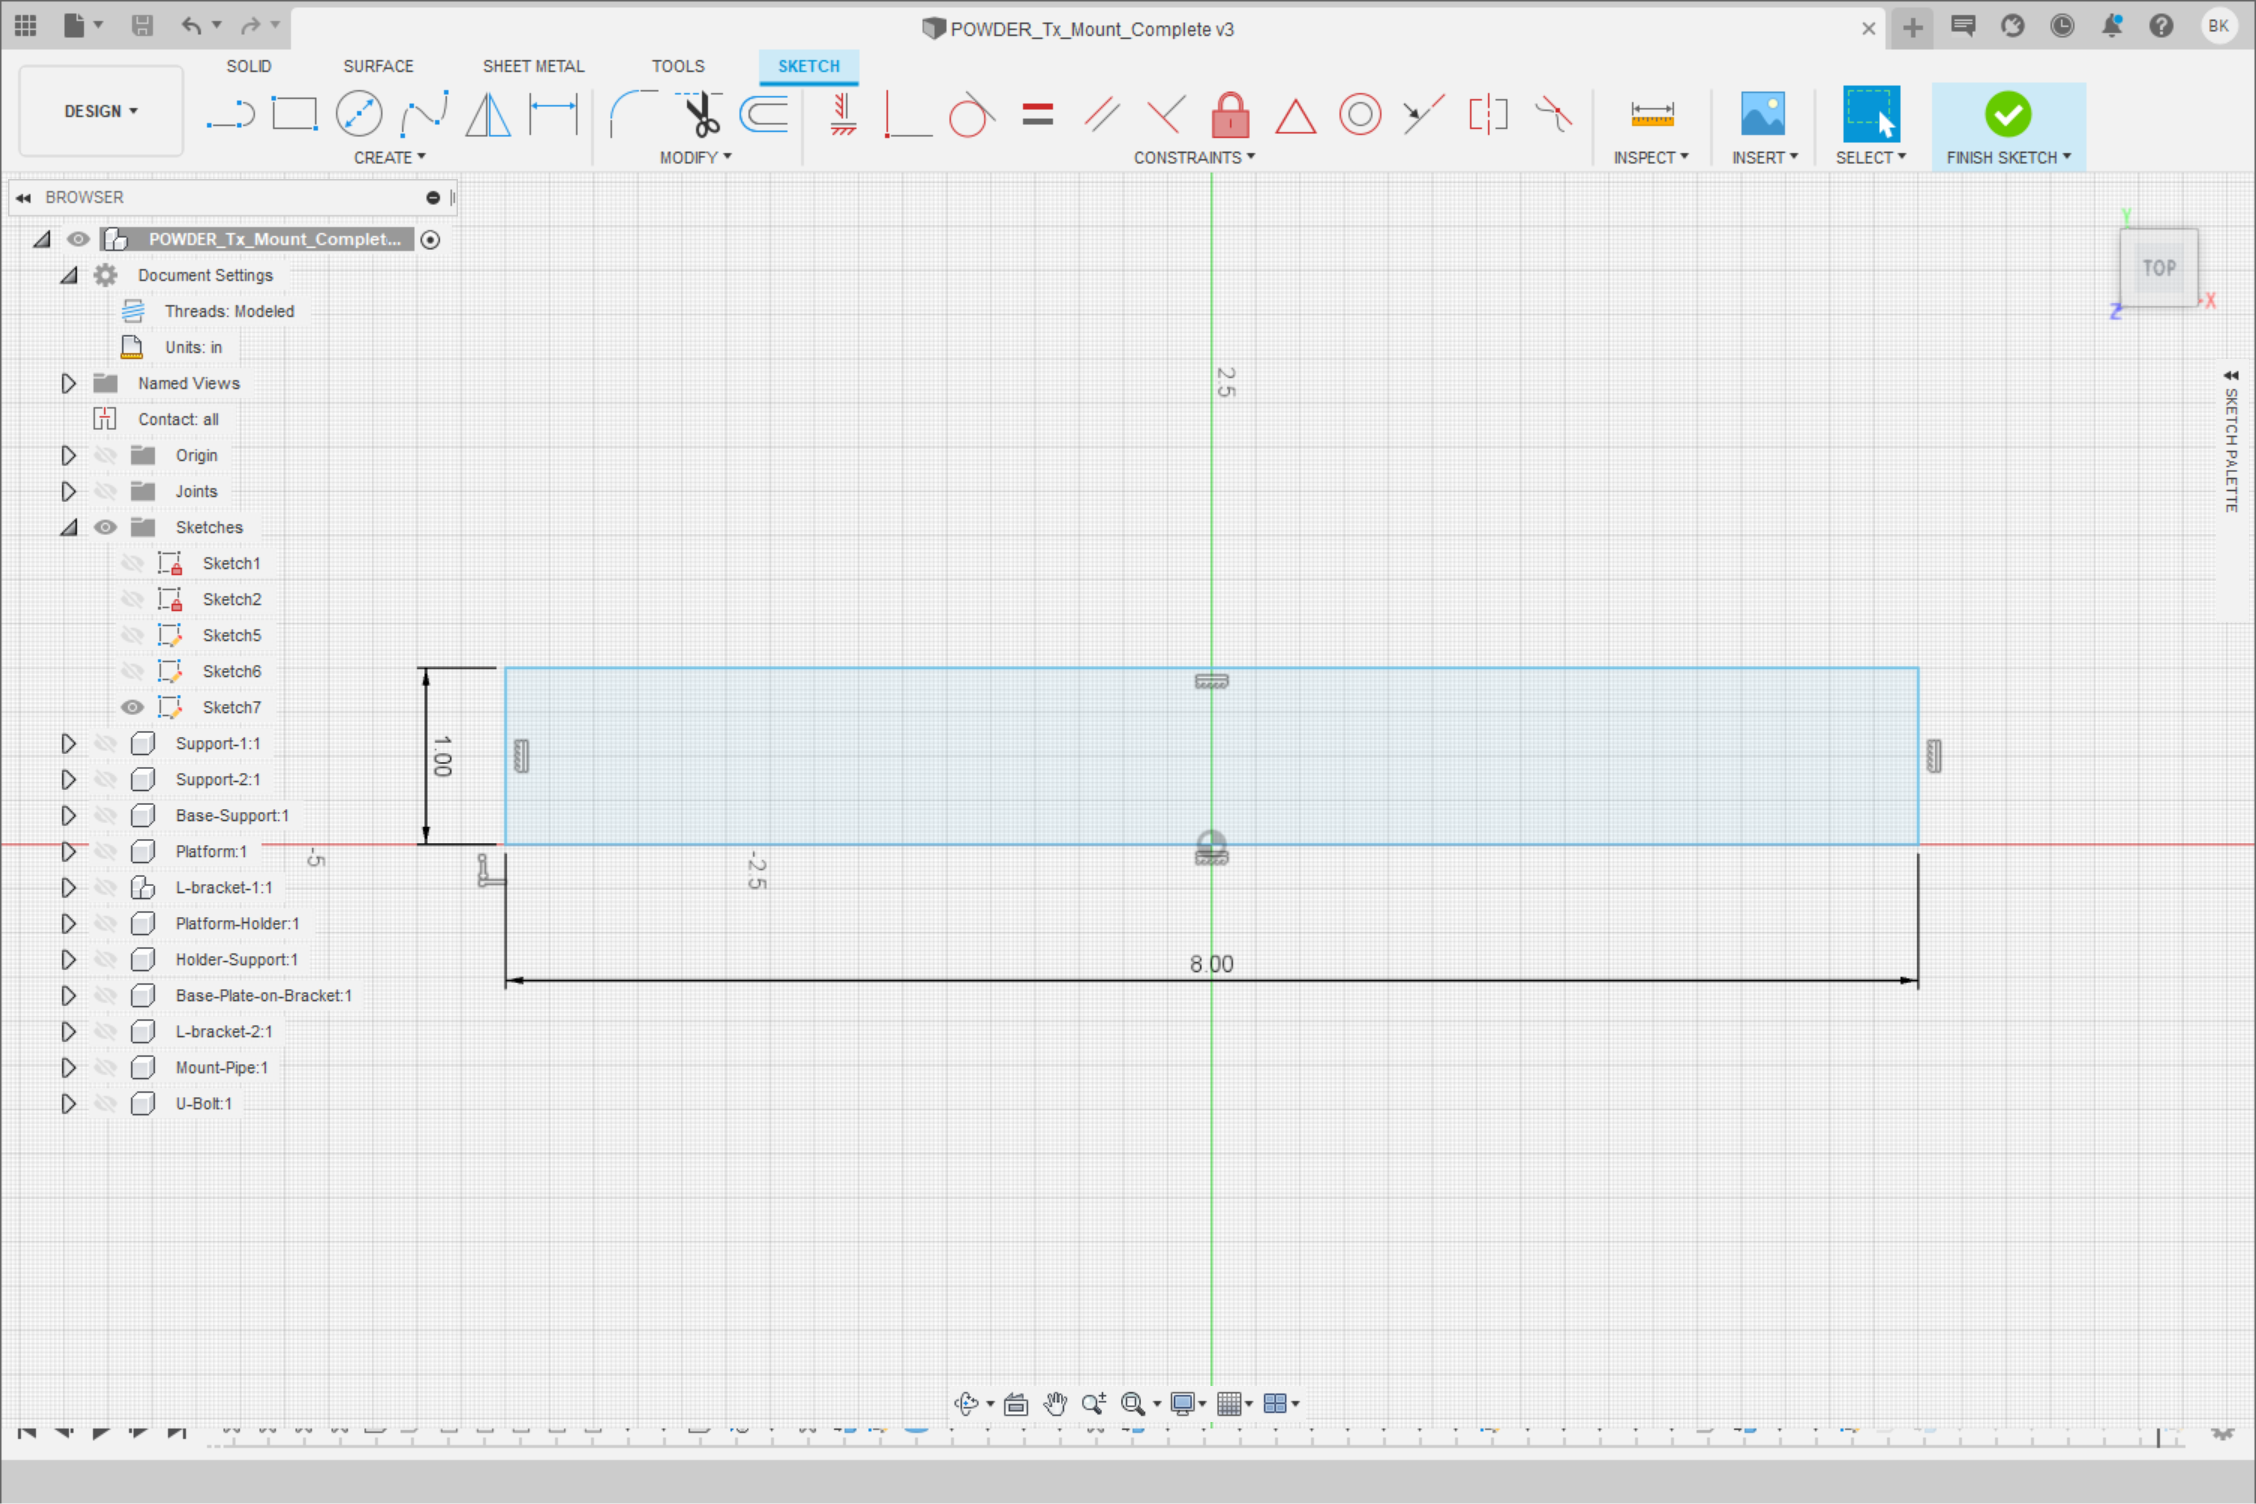 POWDER_Tx_Mount_Complete v3
BK
SOLID
SURFACE
SHEET METAL
TOOLS
SKETCH
DESIGN
CREATE
MODIFY
CONSTRAINTS
INSPECT
INSERT
SELECT
FINISH SKETCH
BROWSER
POWDER_Tx_Mount_Complet...
Document Settings
Threads: Modeled
Units: in
Named Views
Contact: all
Origin
Joints
Sketches
Sketch1
Sketch2
Sketch5
Sketch6
Sketch7
Support-1:1
Support-2:1
Base-Support:1
Platform:1
L-bracket-1:1
Platform-Holder:1
Holder-Support:1
Base-Plate-on-Bracket:1
L-bracket-2:1
Mount-Pipe:1
U-Bolt:1
Y
TOP
Z
X
SKETCH PALETTE
2.5
1.00
-5
-2.5
8.00